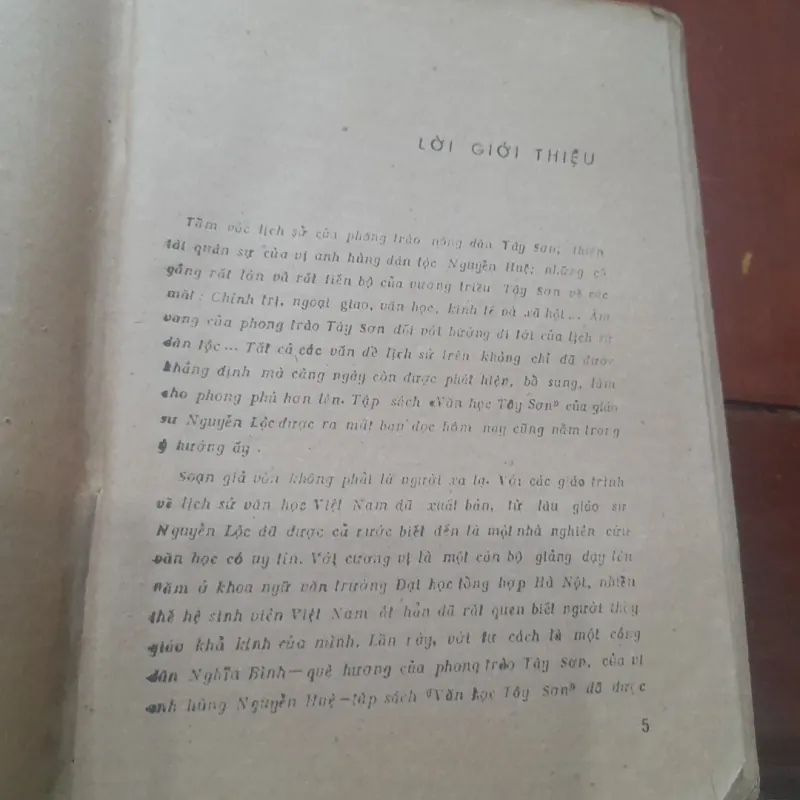 LỜI GIỚI THIỆU
Tầm vóc lịch sử của phong trào nông dân Tây Sơn; thiên
tài quân sự của vị anh hùng dân tộc Nguyễn Huệ; những cố
gắng rất lớn và rất tiến bộ của vương triều Tây Sơn về các
mặt : Chính trị, ngoại giao, văn học, kinh tế và xã hội... Âm
vang của phong trào Tây Sơn đối với hướng đi tới của lịch sử
dân tộc... Tất cả các vấn đề lịch sử trên không chỉ đã được
khẳng định mà càng ngày còn được phát hiện, bổ sung, làm
cho phong phú hơn lên. Tập sách «Văn học Tây Sơn» của giáo
sư Nguyễn Lộc được ra mắt bạn đọc hôm nay cũng nằm trong
ý hướng ấy .
Soạn giả vốn không phải là người xa lạ. Với các giáo trình
về lịch sử văn học Việt Nam đã xuất bản, từ lâu giáo sư
Nguyễn Lộc đã được cả nước biết đến là một nhà nghiên cứu
văn học có uy tín. Với cương vị là một cán bộ giảng dạy lên
năm ở khoa ngữ văn trường Đại học tổng hợp Hà Nội, nhiều
thế hệ sinh viên Việt Nam ắt hẳn đã rất quen biết người thầy
giáo khả kính của mình. Lần này, với tư cách là một công
dân Nghĩa Bình—quê hương của phong trào Tây Sơn, của vị
anh hùng Nguyễn Huệ—tập sách «Văn học Tây Sơn» đã được
5